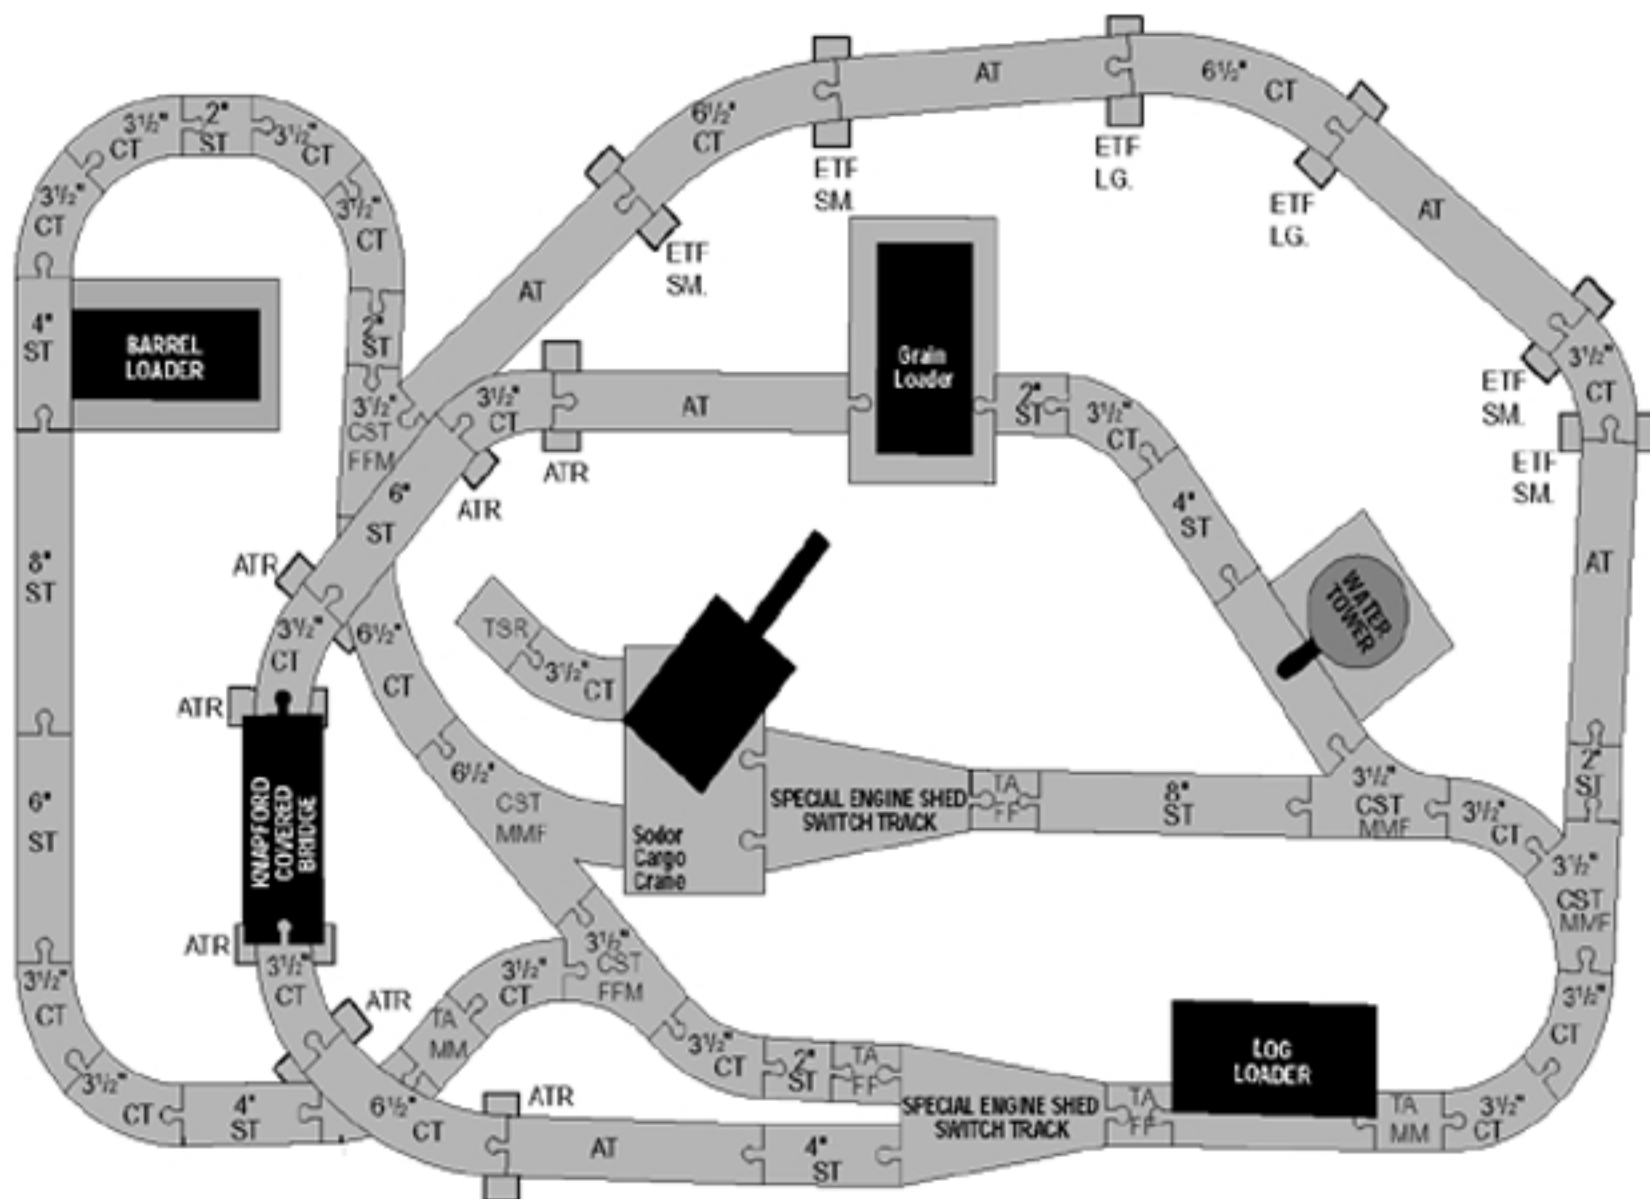 3½"
CT
2"
ST
3½"
CT
3½"
CT
3½"
CT
4"
ST
BARREL
LOADER
2"
ST
3½"
CST
FFM
8"
ST
6"
ST
3½"
CT
3½"
CT
4"
ST
AT
ETF
SM.
6½"
CT
ETF
SM.
AT
ETF
LG.
6½"
CT
ETF
LG.
AT
ETF
SM.
3½"
CT
ETF
SM.
AT
2"
ST
3½"
CT
ATR
ATR
AT
Grain
Loader
2"
ST
3½"
CT
4"
ST
WATER
TOWER
6"
ST
ATR
3½"
CT
ATR
KNAPFORD
COVERED
BRIDGE
ATR
3½"
CT
ATR
6½"
CT
6½"
CST
MMF
TSR
3½"
CT
Sodor
Cargo
Crane
SPECIAL ENGINE SHED
SWITCH TRACK
TA
FF
8"
ST
3½"
CST
MMF
3½"
CT
3½"
CST
MMF
3½"
CT
3½"
CT
3½"
CST
FFM
3½"
CT
TA
MM
3½"
CT
2"
ST
TA
FF
6½"
CT
ATR
AT
4"
ST
SPECIAL ENGINE SHED
SWITCH TRACK
TA
FF
LOG
LOADER
TA
MM